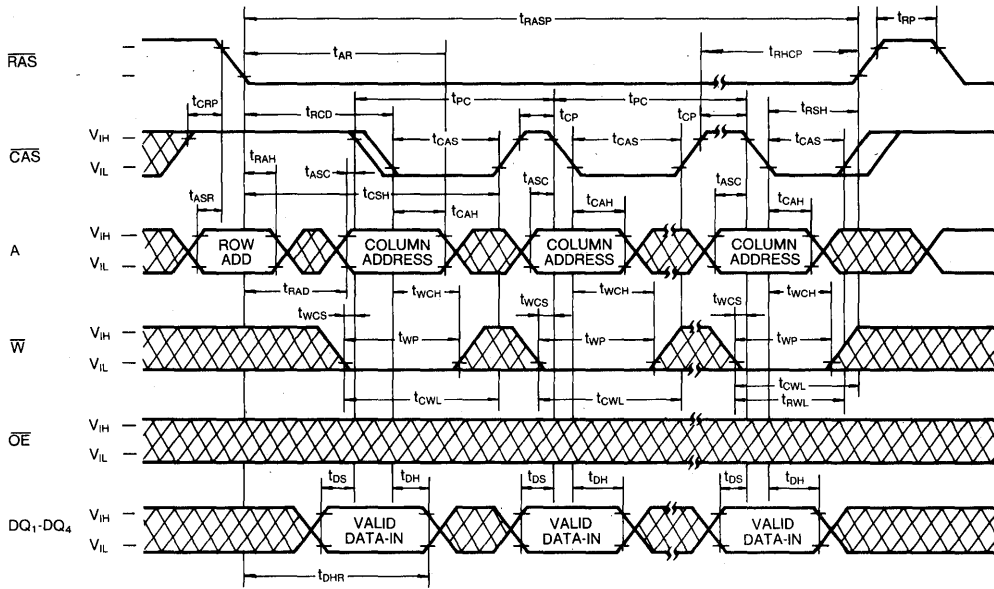 tRASP
tRP
tAR
tRHCP
RAS
tCRP
tRCD
tPC
tPC
tRSH
tCP
tCP
VIH
CAS
VIL
tCAS
tCAS
tCAS
tRAH
tASC
tASC
tASC
tCSH
tASR
tCAH
tCAH
tCAH
A
VIH
VIL
ROW
ADD
COLUMN
ADDRESS
COLUMN
ADDRESS
COLUMN
ADDRESS
tRAD
tWCH
tWCH
tWCH
tWCS
tWCS
tWCS
W
VIH
VIL
tWP
tWP
tWP
tCWL
tCWL
tCWL
tRWL
OE
VIH
VIL
tDS
tDH
tDS
tDH
tDS
tDH
DQ1-DQ4
VIH
VIL
VALID
DATA-IN
VALID
DATA-IN
VALID
DATA-IN
tDHR